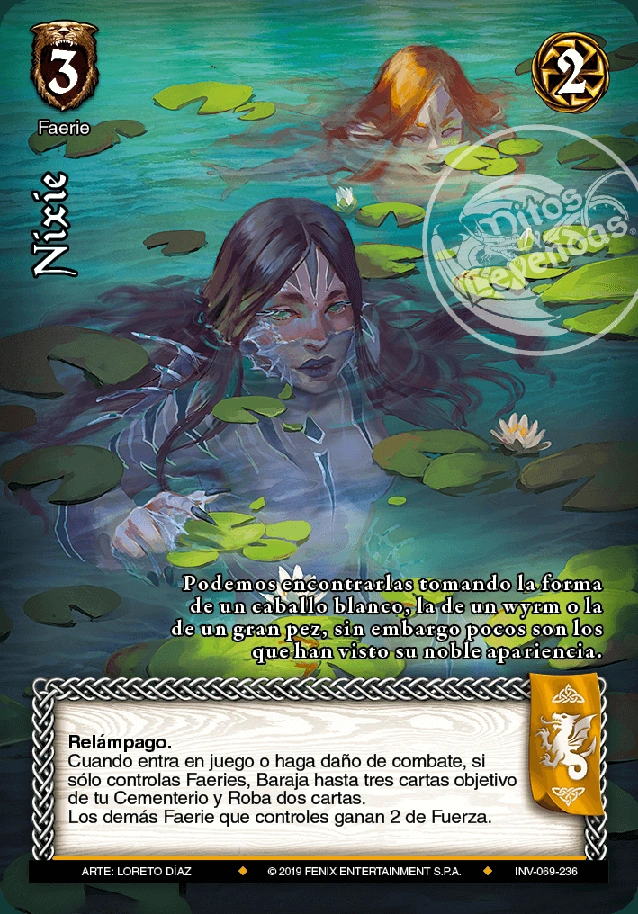 3
2
Faerie
Nixie
Mitos
y
Leyendas
Podemos encontrarlas tomando la forma
de un caballo blanco, la de un wyrm o la
de un gran pez, sin embargo pocos son los
que han visto su noble apariencia.
Relámpago.
Cuando entra en juego o haga daño de combate, si
sólo controlas Faeries, Baraja hasta tres cartas objetivo
de tu Cementerio y Roba dos cartas.
Los demás Faerie que controles ganan 2 de Fuerza.
ARTE: LORETO DÍAZ ◆ © 2019 FENIX ENTERTAINMENT S.P.A. ◆ INV-069-236